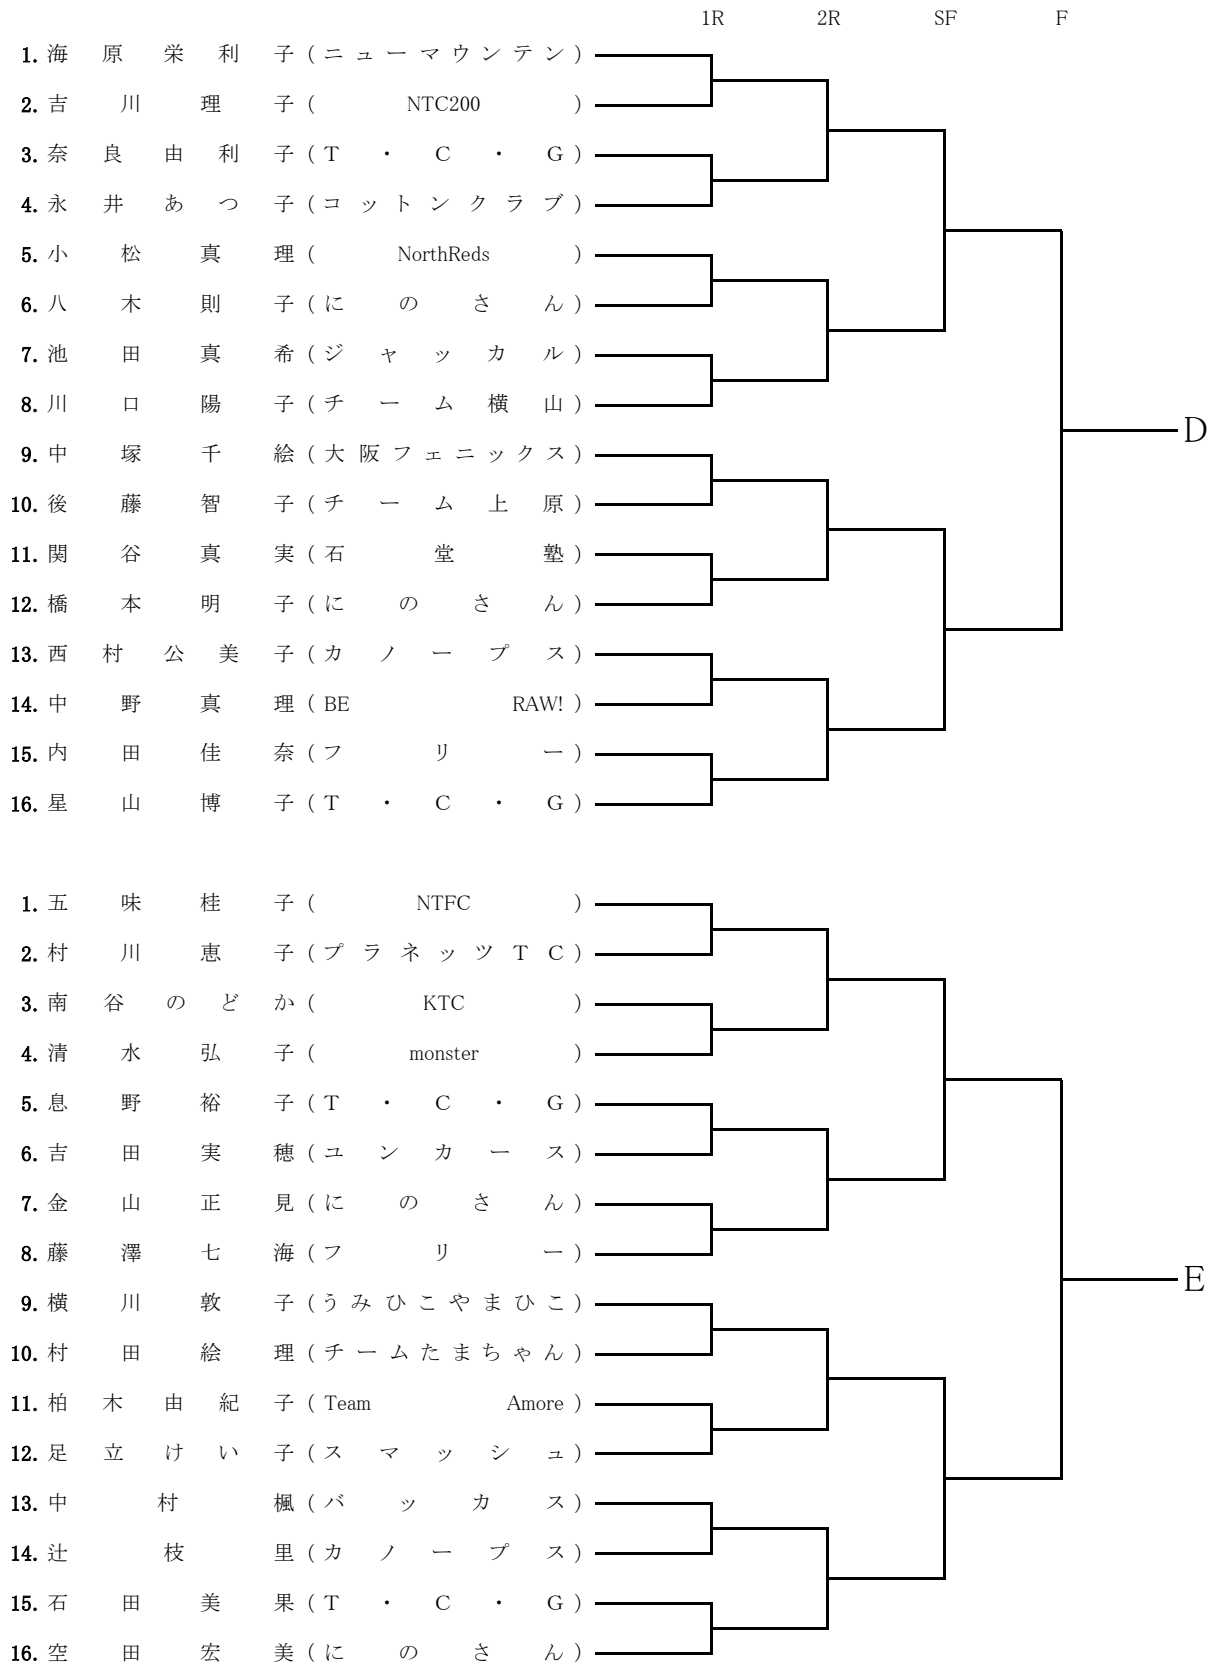 1R 2R SF F
1. 海原栄利子 (ニューマウンテン)
2. 吉川理子 (NTC200)
3. 奈良由利子 (T・C・G)
4. 永井あつ子 (コットンクラブ)
5. 小松真理 (NorthReds)
6. 八木則子 (にのさん)
7. 池田真希 (ジャッカル)
8. 川口陽子 (チーム横山)
D
9. 中塚千絵 (大阪フェニックス)
10. 後藤智子 (チーム上原)
11. 関谷真実 (石堂塾)
12. 橋本明子 (にのさん)
13. 西村公美子 (カノープス)
14. 中野真理 (BE RAW!)
15. 内田佳奈 (フリー)
16. 星山博子 (T・C・G)
1. 五味桂子 (NTFC)
2. 村川恵子 (プラネッツTC)
3. 南谷のどか (KTC)
4. 清水弘子 (monster)
5. 息野裕子 (T・C・G)
6. 吉田実穂 (ユンカース)
7. 金山正見 (にのさん)
8. 藤澤七海 (フリー)
E
9. 横川敦子 (うみひこやまひこ)
10. 村田絵理 (チームたまちゃん)
11. 柏木由紀子 (Team Amore)
12. 足立けい子 (スマッシュ)
13. 中村楓 (バッカス)
14. 辻枝里 (カノープス)
15. 石田美果 (T・C・G)
16. 空田宏美 (にのさん)